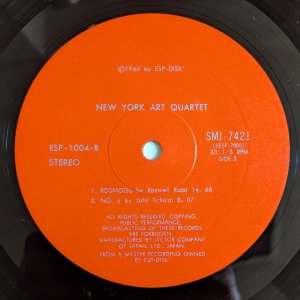 ©1965 by ESP-DISK'
NEW YORK ART QUARTET
ESP-1004-B
STEREO
SMJ-7421
(SESP-7002)
33 1/3 RPM
SIDE 2
1. ROSMOSIS by Roswell Rudd 14, 46
2. NO. 6 by John Tchicai 8: 07
ALL RIGHTS RESERVED, COPYING,
PUBLIC PERFORMANCE,
BROADCASTING OF THESE RECORDS
ARE FORBIDDEN.
MANUFACTURED BY VICTOR COMPANY
OF JAPAN, LTD., JAPAN.
FROM A MASTER RECORDING OWNED
BY ESP-DISK.